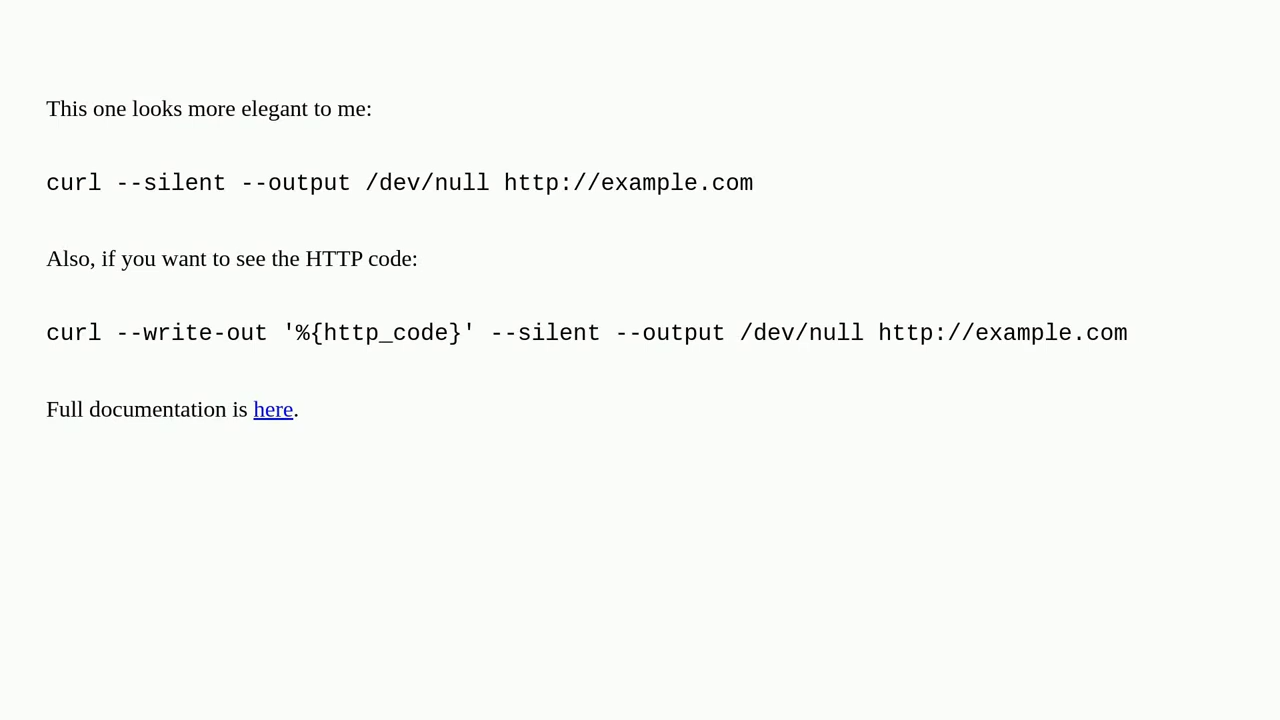 This one looks more elegant to me:
curl --silent --output /dev/null http://example.com
Also, if you want to see the HTTP code:
curl --write-out '%{http_code}' --silent --output /dev/null http://example.com
Full documentation is here.